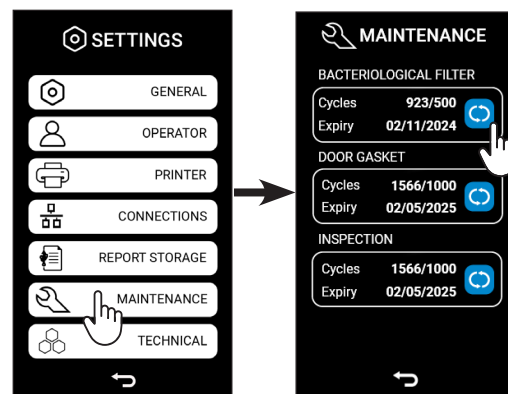 SETTINGS
GENERAL
OPERATOR
PRINTER
CONNECTIONS
REPORT STORAGE
MAINTENANCE
TECHNICAL
MAINTENANCE
BACTERIOLOGICAL FILTER
Cycles 923/500
Expiry 02/11/2024
DOOR GASKET
Cycles 1566/1000
Expiry 02/05/2025
INSPECTION
Cycles 1566/1000
Expiry 02/05/2025